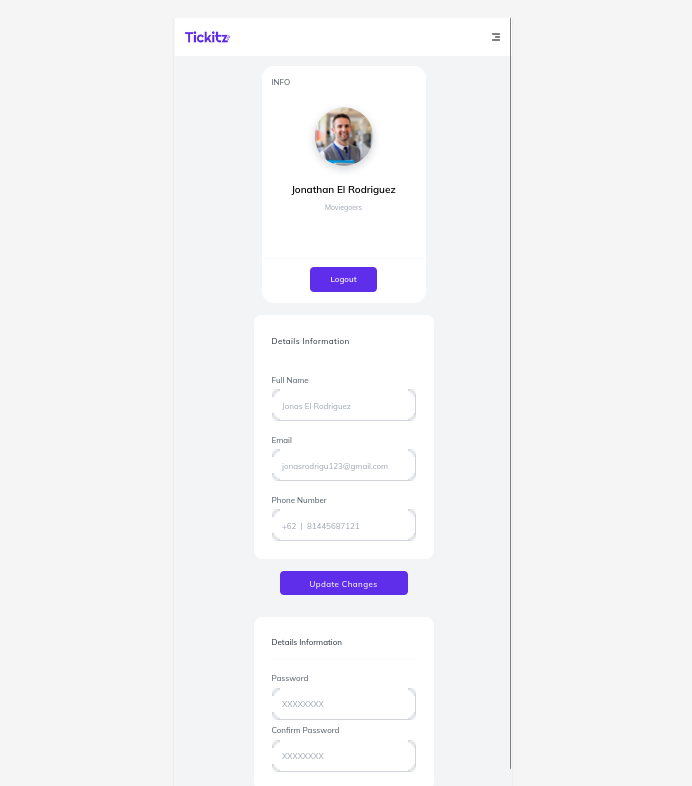 Tickitz
INFO
Jonathan El Rodriguez
Moviegoers
Logout
Details Information
Full Name
Jonas El Rodriguez
Email
jonasrodrigu123@gmail.com
Phone Number
+62 | 81445687121
Update Changes
Details Information
Password
XXXXXXXX
Confirm Password
XXXXXXXX